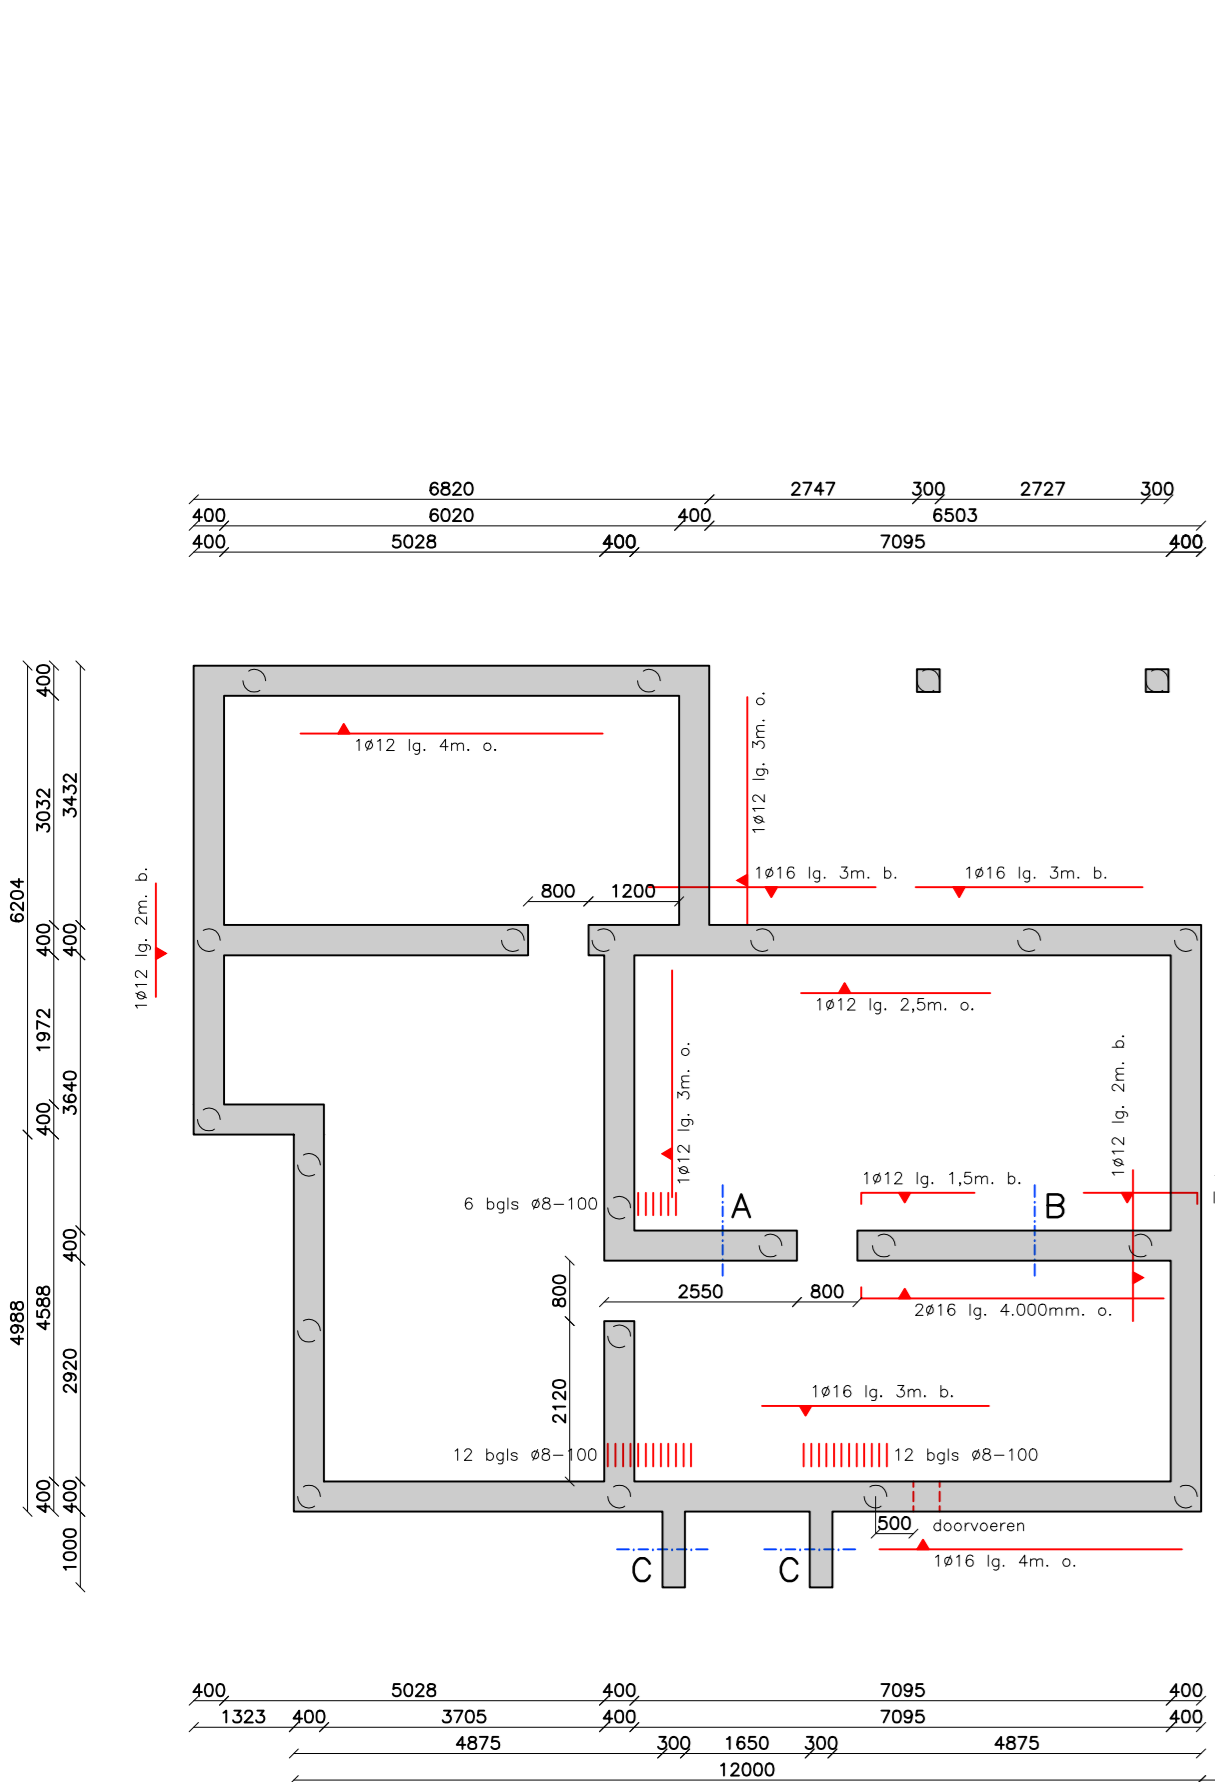 6820 2747 300 2727 300
400 6020 400 6503
400 5028 400 7095 400
400 3032 400 1972 400 400 4588 400
3432 400 3640 2920 400 1000
6204 4988
1ø12 lg. 4m. o.
1ø12 lg. 3m. o.
1ø16 lg. 3m. b.
1ø16 lg. 3m. b.
800 1200
1ø12 lg. 2m. b.
1ø12 lg. 2,5m. o.
1ø12 lg. 3m. o.
1ø12 lg. 2m. b.
1ø12 lg. 1,5m. b.
6 bgls ø8-100
A
B
2550 800
800
2120
2ø16 lg. 4.000mm. o.
1ø16 lg. 3m. b.
12 bgls ø8-100
12 bgls ø8-100
500 doorvoeren
1ø16 lg. 4m. o.
C
C
400 5028 400 7095 400
1323 400 3705 400 7095 400
4875 300 1650 300 4875
12000